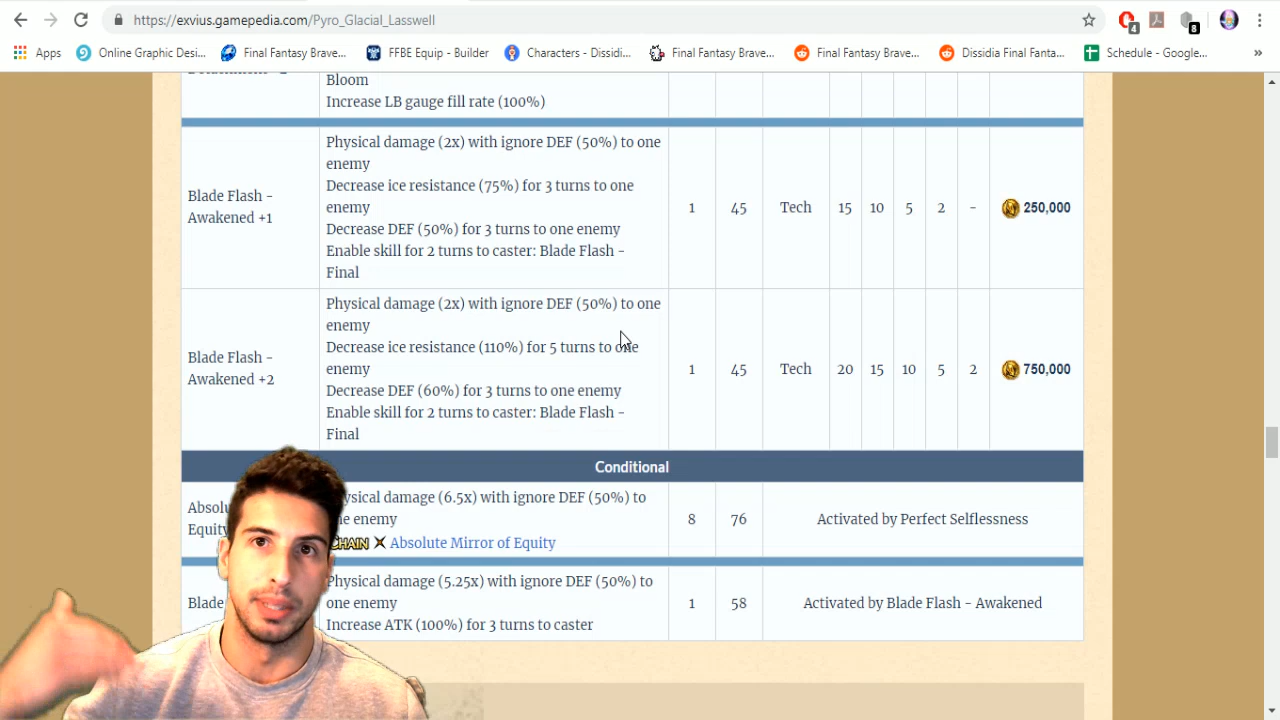 https://exvius.gamepedia.com/Pyro_Glacial_Lasswell
4
8
Apps
Online Graphic Desi...
Final Fantasy Brave...
FFBE Equip - Builder
Characters - Dissidi...
Final Fantasy Brave...
Final Fantasy Brave...
Dissidia Final Fanta...
Schedule - Google...
»
Bloom
Increase LB gauge fill rate (100%)
Blade Flash -
Awakened +1
Physical damage (2x) with ignore DEF (50%) to one
enemy
Decrease ice resistance (75%) for 3 turns to one
enemy
Decrease DEF (50%) for 3 turns to one enemy
Enable skill for 2 turns to caster: Blade Flash -
Final
1
45
Tech
15
10
5
2
-
250,000
Blade Flash -
Awakened +2
Physical damage (2x) with ignore DEF (50%) to one
enemy
Decrease ice resistance (110%) for 5 turns to one
enemy
Decrease DEF (60%) for 3 turns to one enemy
Enable skill for 2 turns to caster: Blade Flash -
Final
1
45
Tech
20
15
10
5
2
750,000
Conditional
Equity
ysical damage (6.5x) with ignore DEF (50%) to
ne enemy
CHAIN Absolute Mirror of Equity
8
76
Activated by Perfect Selflessness
Blade
Physical damage (5.25x) with ignore DEF (50%) to
one enemy
Increase ATK (100%) for 3 turns to caster
1
58
Activated by Blade Flash - Awakened